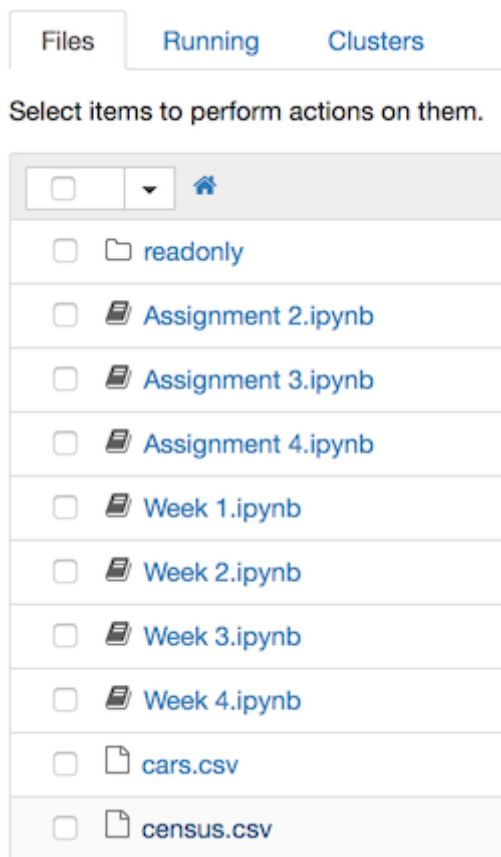 Files Running Clusters
Select items to perform actions on them.
readonly
Assignment 2.ipynb
Assignment 3.ipynb
Assignment 4.ipynb
Week 1.ipynb
Week 2.ipynb
Week 3.ipynb
Week 4.ipynb
cars.csv
census.csv